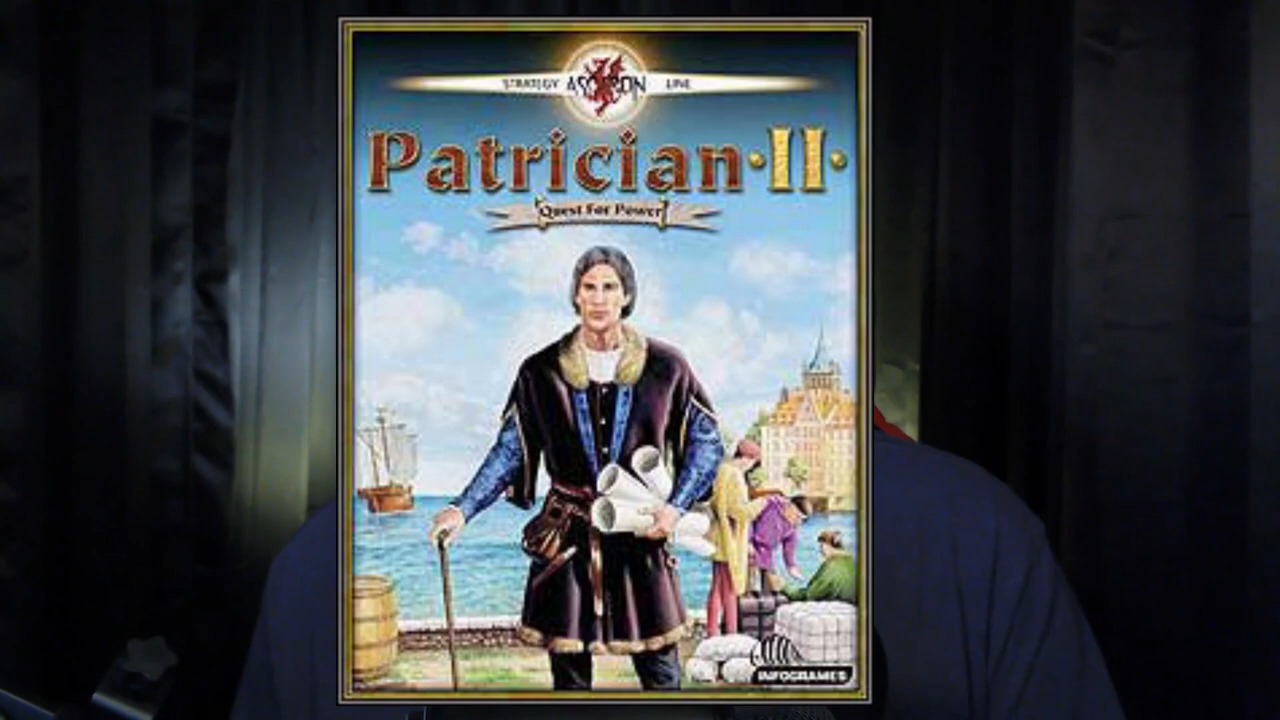 STRATEGY ASCARON LINE
Patrician·II·
Quest For Power
INFOGRAMES